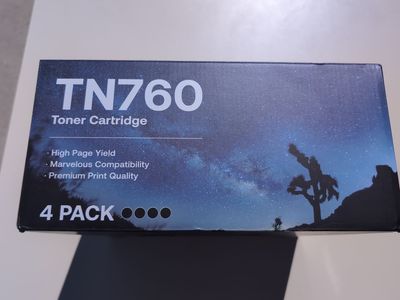 TN760
Toner Cartridge
· High Page Yield
· Marvelous Compatibility
· Premium Print Quality
4 PACK